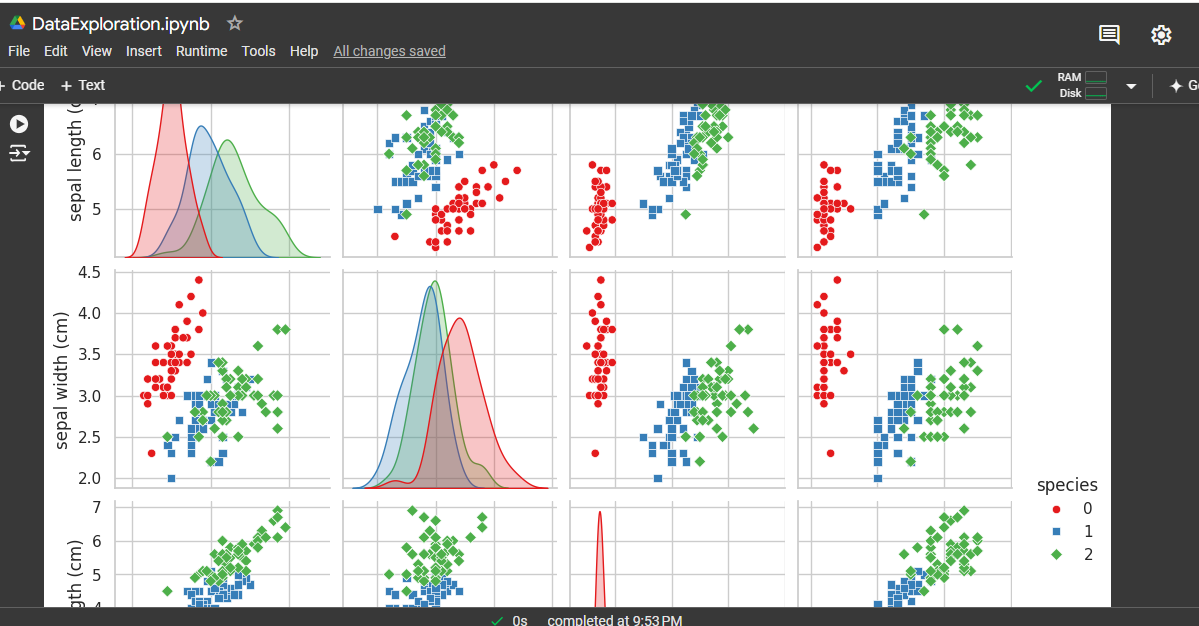 DataExploration.ipynb
File Edit View Insert Runtime Tools Help All changes saved
+ Code + Text
RAM
Disk
sepal length (c
6
5
sepal width (cm)
4.5
4.0
3.5
3.0
2.5
2.0
gth (cm)
7
6
5
4
species
0
1
2
0s completed at 9:53 PM